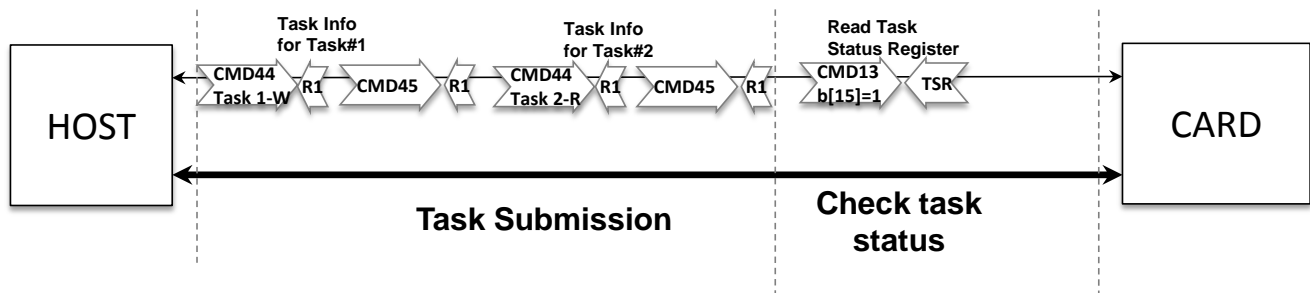 Task Info
for Task#1
Task Info
for Task#2
Read Task
Status Register
HOST
CMD44
Task 1-W
R1
CMD45
R1
CMD44
Task 2-R
R1
CMD45
R1
CMD13
b[15]=1
TSR
CARD
Task Submission
Check task
status